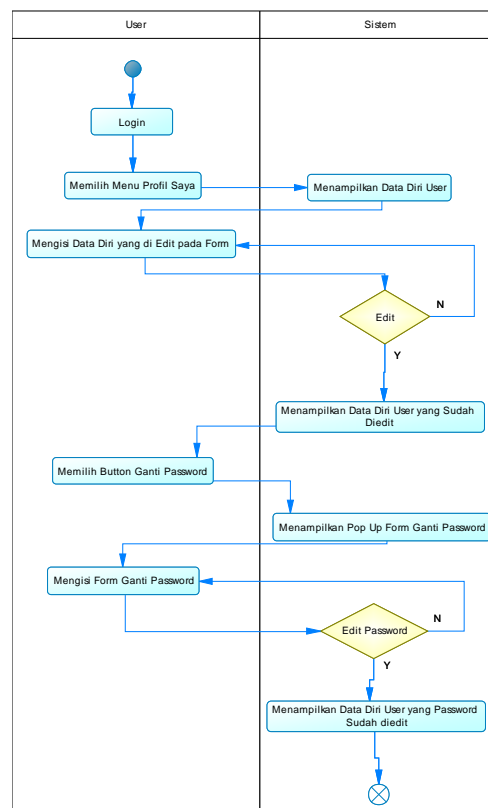 User
Sistem
Login
Memilih Menu Profil Saya
Menampilkan Data Diri User
Mengisi Data Diri yang di Edit pada Form
Edit
N
Y
Menampilkan Data Diri User yang Sudah
Diedit
Memilih Button Ganti Password
Menampilkan Pop Up Form Ganti Password
Mengisi Form Ganti Password
Edit Password
N
Y
Menampilkan Data Diri User yang Password
Sudah diedit